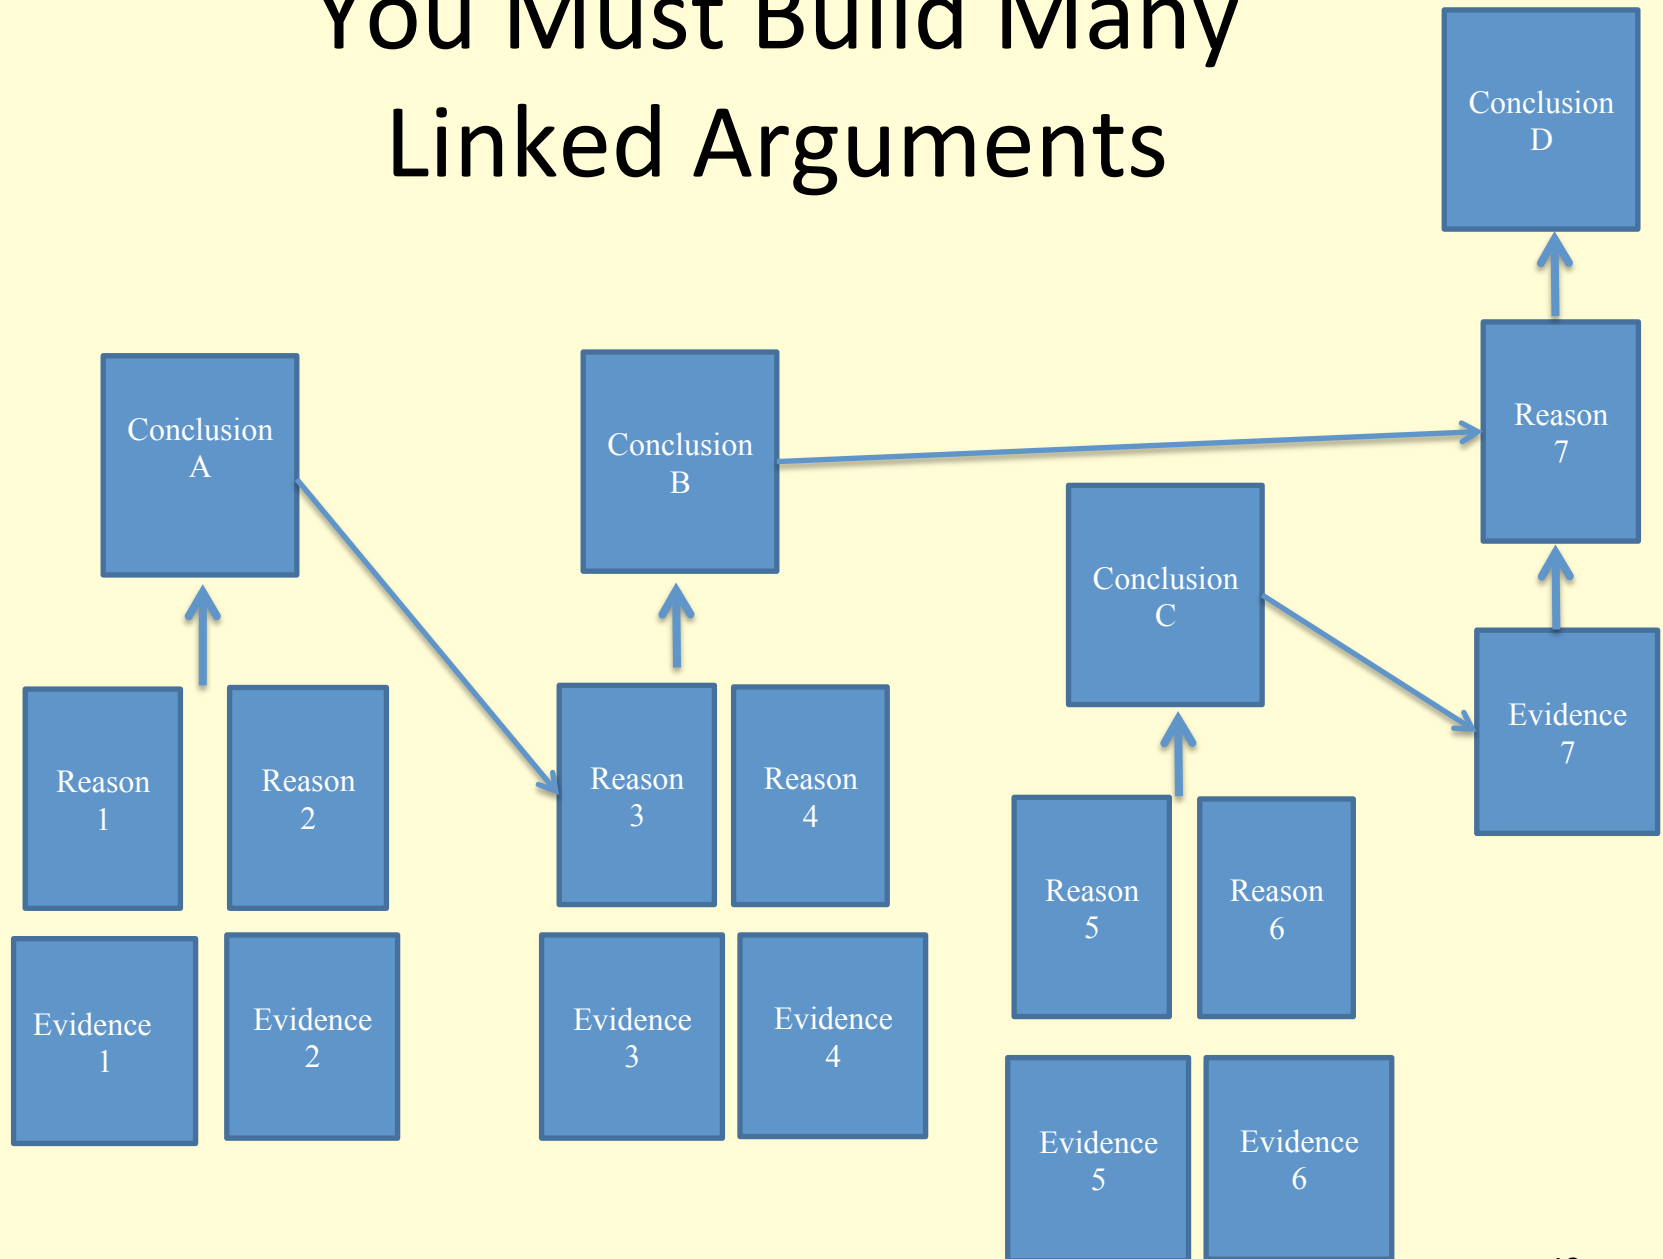 You Must Build Many
Linked Arguments
Conclusion
D
Conclusion
A
Conclusion
B
Reason
7
Conclusion
C
Evidence
7
Reason
1
Reason
2
Reason
3
Reason
4
Reason
5
Reason
6
Evidence
1
Evidence
2
Evidence
3
Evidence
4
Evidence
5
Evidence
6